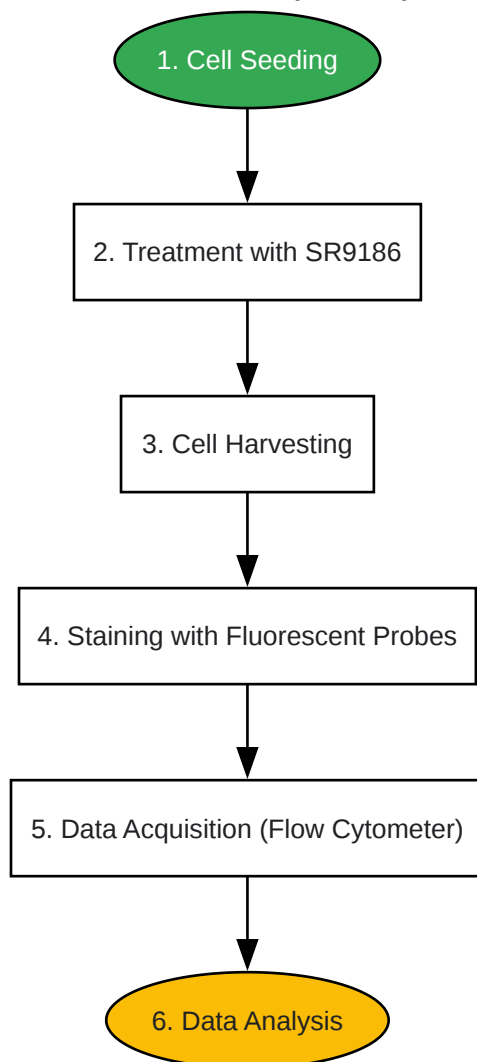 1. Cell Seeding
2. Treatment with SR9186
3. Cell Harvesting
4. Staining with Fluorescent Probes
5. Data Acquisition (Flow Cytometer)
6. Data Analysis